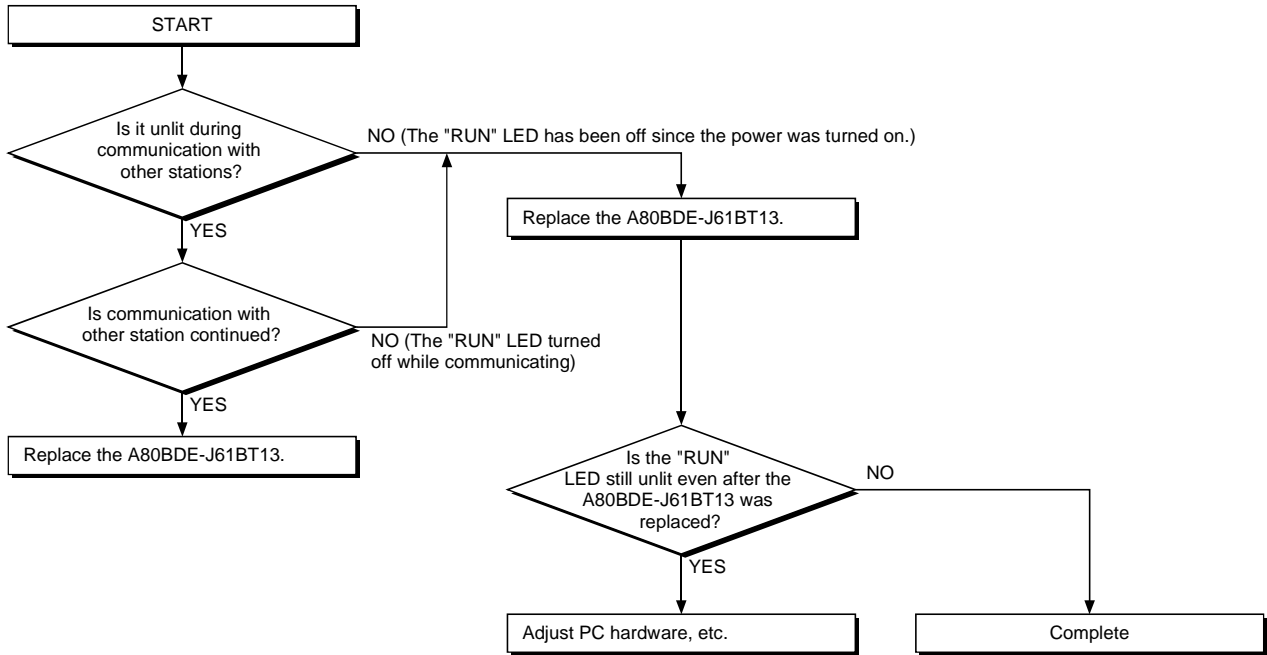 START
Is it unlit during
communication with
other stations?
NO (The "RUN" LED has been off since the power was turned on.)
YES
Replace the A80BDE-J61BT13.
Is communication with
other station continued?
NO (The "RUN" LED turned
off while communicating)
YES
Replace the A80BDE-J61BT13.
Is the "RUN"
LED still unlit even after the
A80BDE-J61BT13 was
replaced?
NO
YES
Adjust PC hardware, etc.
Complete